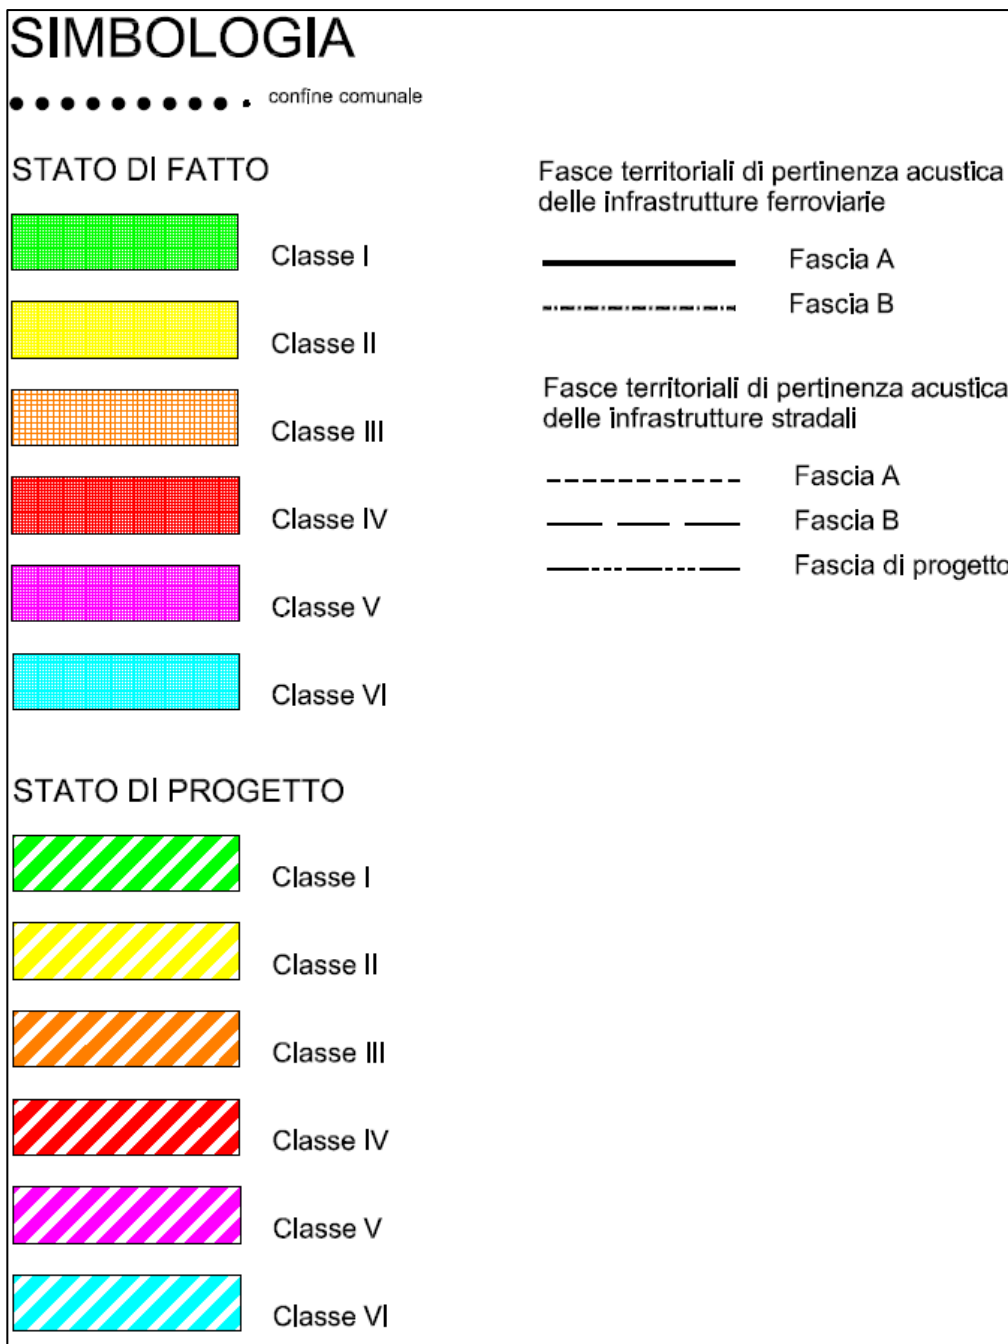 SIMBOLOGIA
confine comunale
STATO DI FATTO
Classe I
Classe II
Classe III
Classe IV
Classe V
Classe VI
Fasce territoriali di pertinenza acustica
delle infrastrutture ferroviarie
Fascia A
Fascia B
Fasce territoriali di pertinenza acustica
delle infrastrutture stradali
Fascia A
Fascia B
Fascia di progetto
STATO DI PROGETTO
Classe I
Classe II
Classe III
Classe IV
Classe V
Classe VI